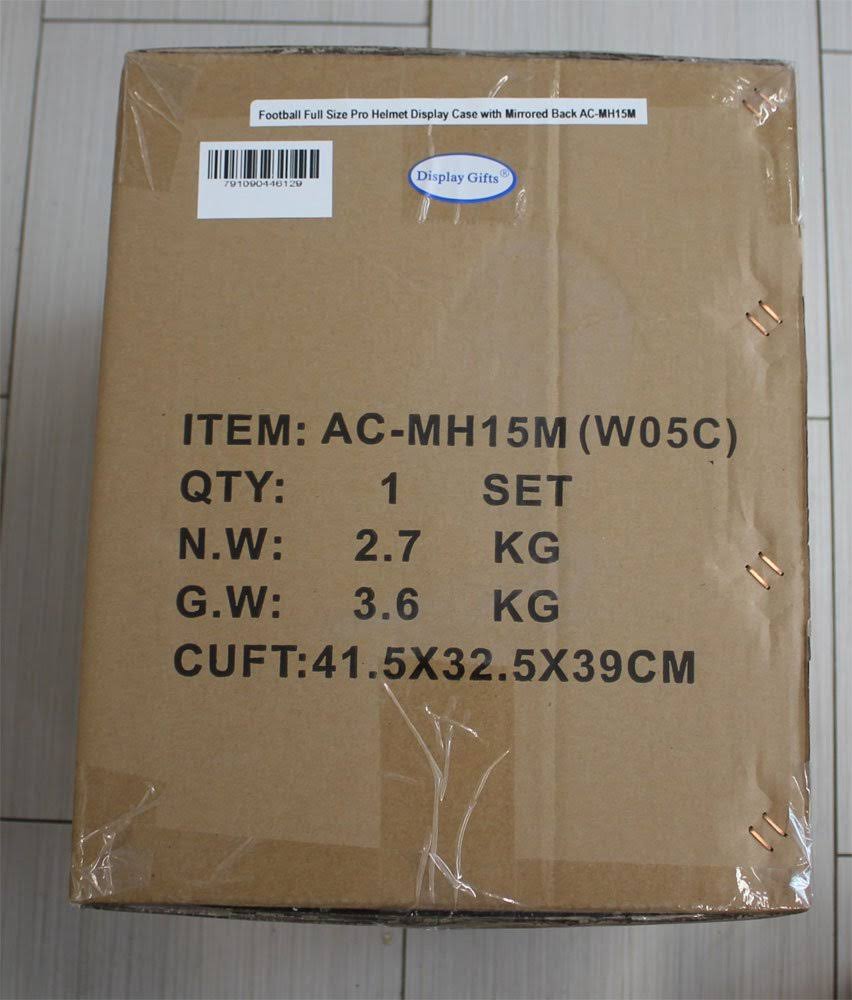 Football Full Size Pro Helmet Display Case with Mirrored Back AC-MH15M
791090446129
Display Gifts®
ITEM: AC-MH15M (W05C)
QTY: 1 SET
N.W: 2.7 KG
G.W: 3.6 KG
CUFT:41.5X32.5X39CM